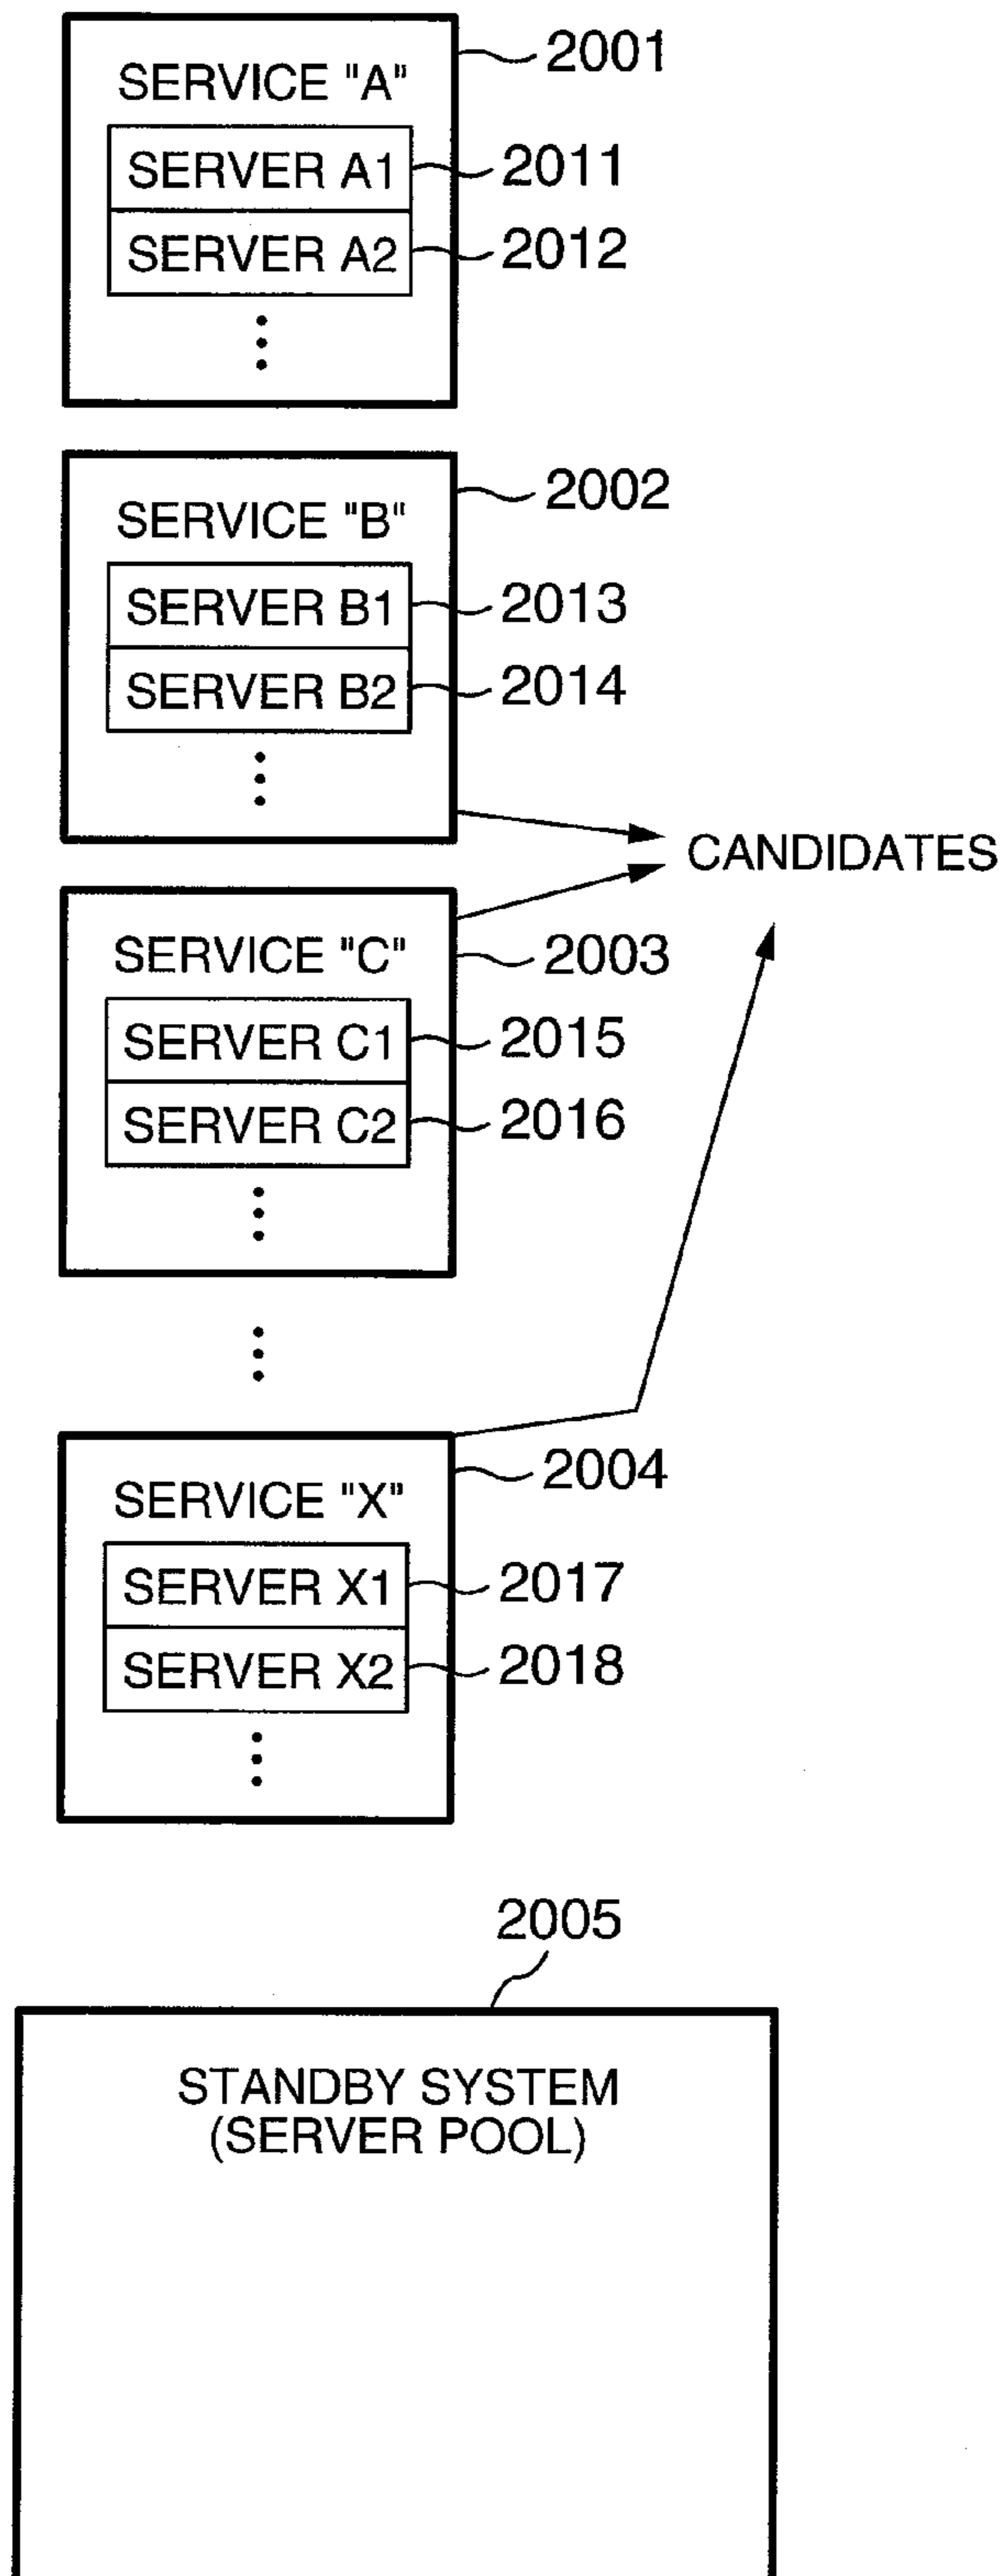 2001
SERVICE "A"
SERVER A1
2011
SERVER A2
2012
2002
SERVICE "B"
SERVER B1
2013
SERVER B2
2014
CANDIDATES
SERVICE "C"
2003
SERVER C1
2015
SERVER C2
2016
2004
SERVICE "X"
SERVER X1
2017
SERVER X2
2018
2005
STANDBY SYSTEM
(SERVER POOL)